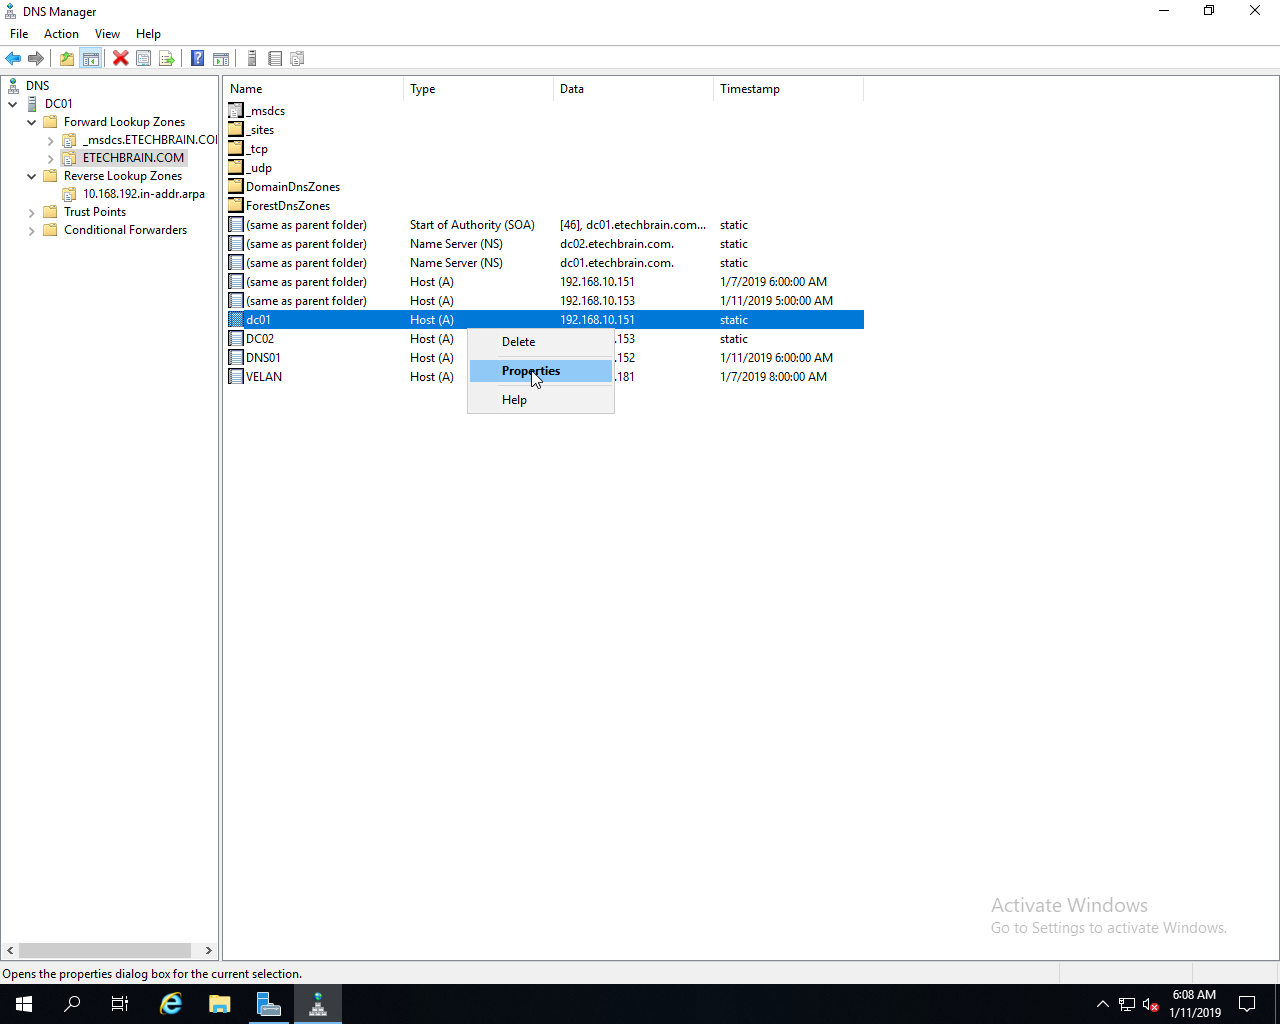 DNS Manager
File Action View Help
DNS
DC01
Forward Lookup Zones
_msdcs.ETECHBRAIN.COI
ETECHBRAIN.COM
Reverse Lookup Zones
10.168.192.in-addr.arpa
Trust Points
Conditional Forwarders
Name Type Data Timestamp
_msdcs
_sites
_tcp
_udp
DomainDnsZones
ForestDnsZones
(same as parent folder) Start of Authority (SOA) [46], dc01.etechbrain.com... static
(same as parent folder) Name Server (NS) dc02.etechbrain.com. static
(same as parent folder) Name Server (NS) dc01.etechbrain.com. static
(same as parent folder) Host (A) 192.168.10.151 1/7/2019 6:00:00 AM
(same as parent folder) Host (A) 192.168.10.153 1/11/2019 5:00:00 AM
dc01 Host (A) 192.168.10.151 static
DC02 Host (A) .153 static
DNS01 Host (A) .152 1/11/2019 6:00:00 AM
VELAN Host (A) .181 1/7/2019 8:00:00 AM
Delete
Properties
Help
Activate Windows
Go to Settings to activate Windows.
Opens the properties dialog box for the current selection.
6:08 AM
1/11/2019